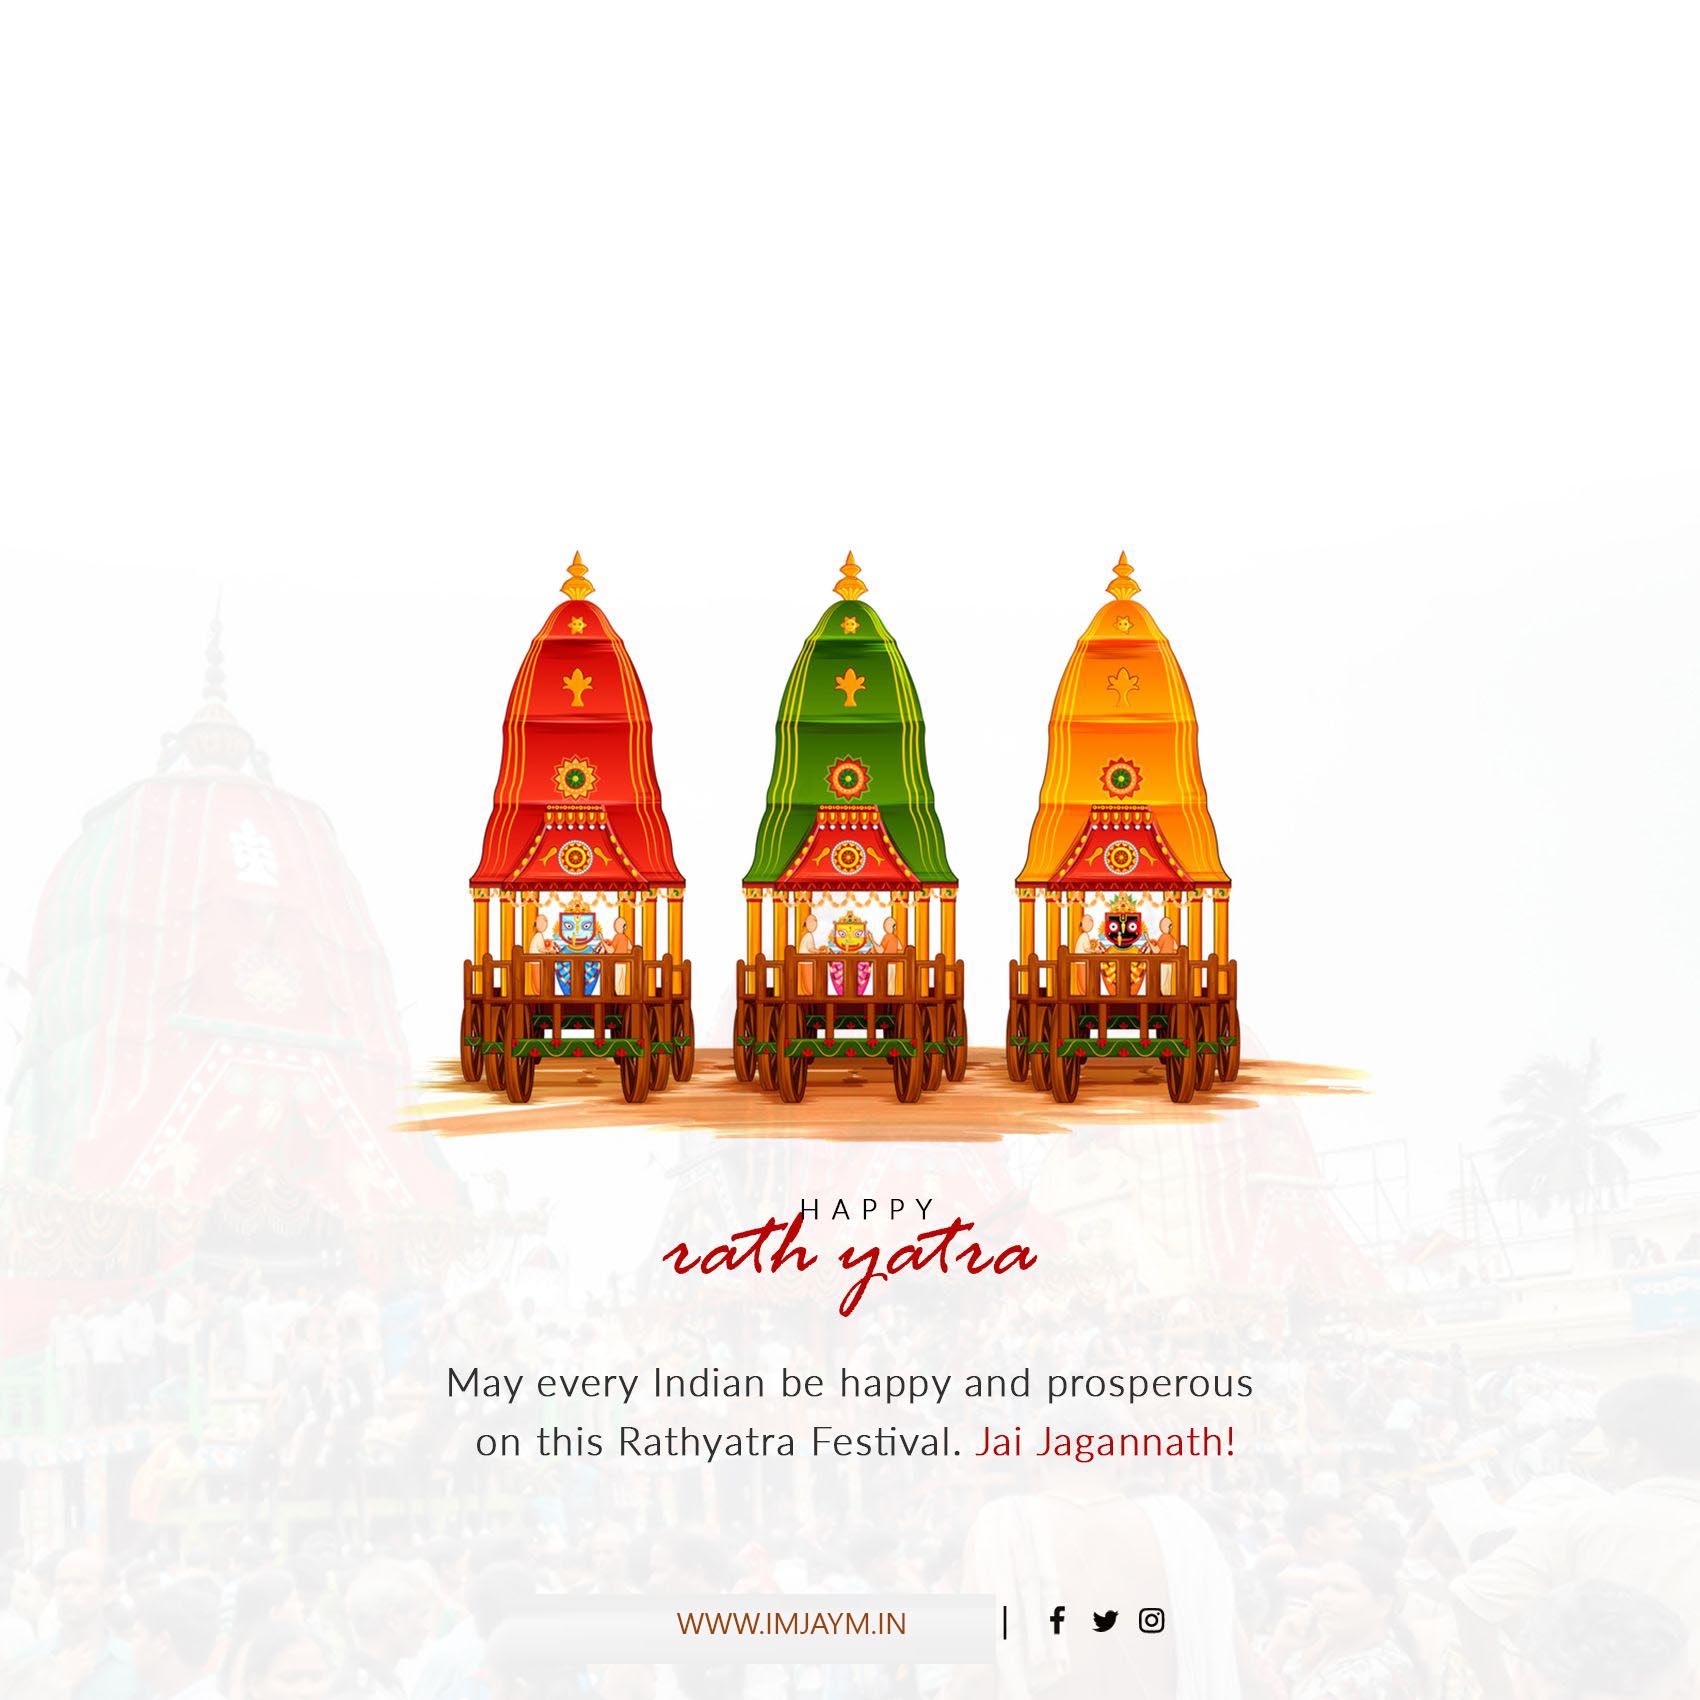 HAPPY
rath yatra
May every Indian be happy and prosperous
on this Rathyatra Festival. Jai Jagannath!
WWW.IMJAYM.IN |